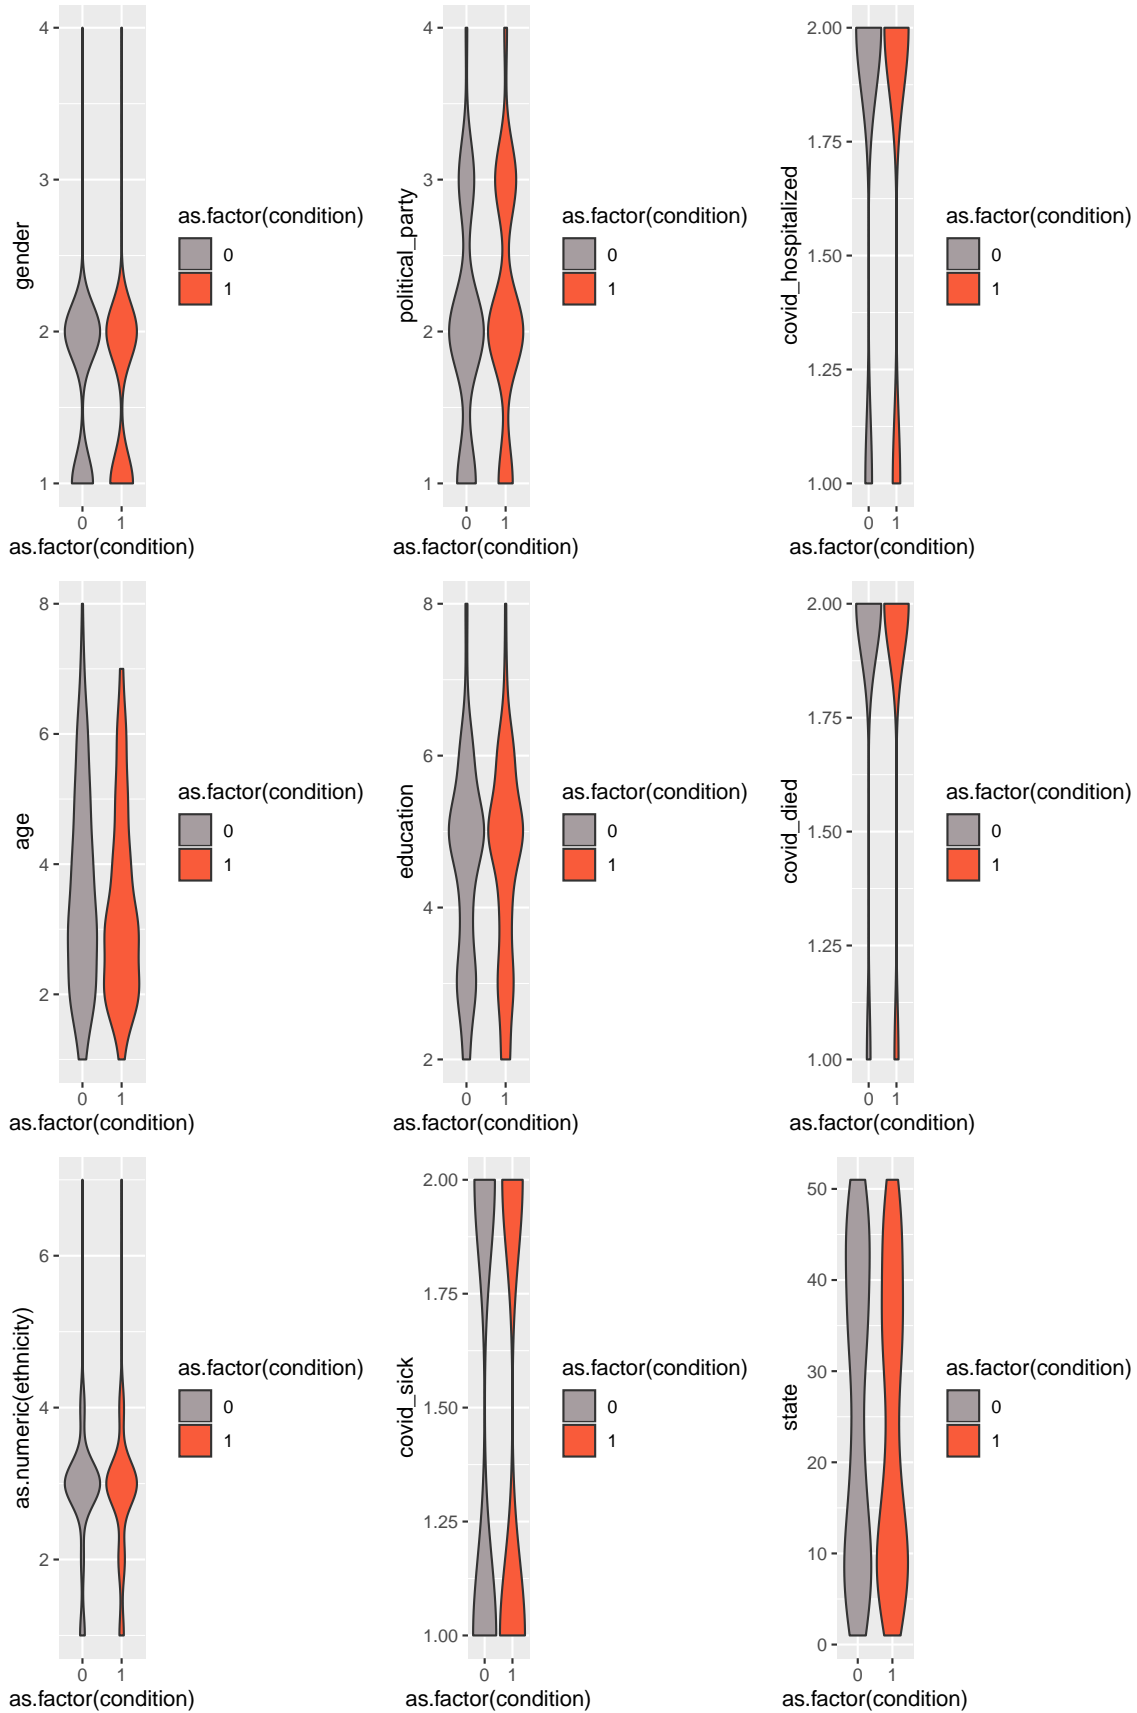 gender
4
3
2
1
0 1
as.factor(condition)
as.factor(condition)
0
1
political_party
4
3
2
1
0 1
as.factor(condition)
as.factor(condition)
0
1
covid_hospitalized
2.00
1.75
1.50
1.25
1.00
0 1
as.factor(condition)
as.factor(condition)
0
1
age
8
6
4
2
0 1
as.factor(condition)
as.factor(condition)
0
1
education
8
6
4
2
0 1
as.factor(condition)
as.factor(condition)
0
1
covid_died
2.00
1.75
1.50
1.25
1.00
0 1
as.factor(condition)
as.factor(condition)
0
1
as.numeric(ethnicity)
6
4
2
0 1
as.factor(condition)
as.factor(condition)
0
1
covid_sick
2.00
1.75
1.50
1.25
1.00
0 1
as.factor(condition)
as.factor(condition)
0
1
state
50
40
30
20
10
0
0 1
as.factor(condition)
as.factor(condition)
0
1